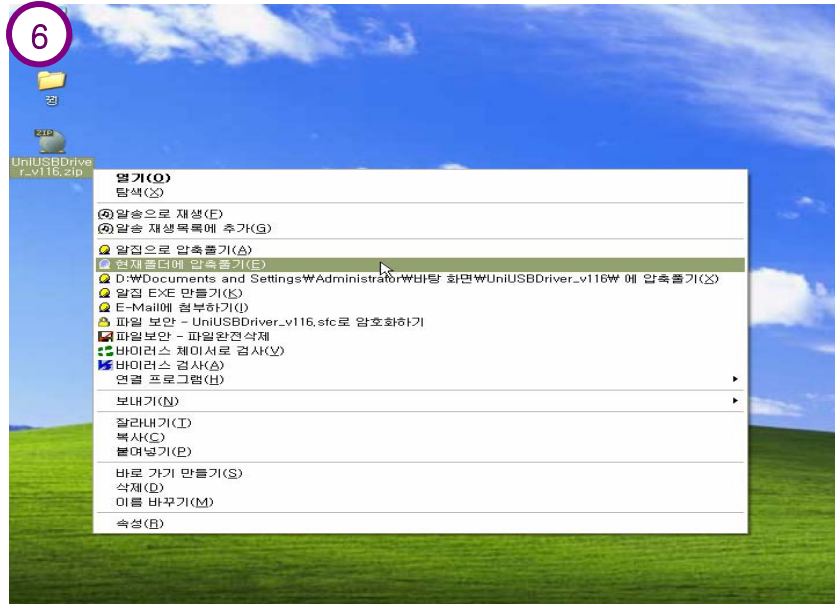 6
꿩
ZIP
UniUSBDrive
r_v116.zip
열기(O)
탐색(X)
알송으로 재생(F)
알송 재생목록에 추가(G)
알집으로 압축풀기(A)
현재폴더에 압축풀기(E)
D:₩Documents and Settings₩Administrator₩바탕 화면₩UniUSBDriver_v116₩ 에 압축풀기(X)
알집 EXE 만들기(K)
E-Mail에 첨부하기(I)
파일 보안 - UniUSBDriver_v116.sfc로 암호화하기
파일보안 - 파일완전삭제
바이러스 체이서로 검사(V)
바이러스 검사(A)
연결 프로그램(H)
보내기(N)
잘라내기(T)
복사(C)
붙여넣기(P)
바로 가기 만들기(S)
삭제(D)
이름 바꾸기(M)
속성(R)